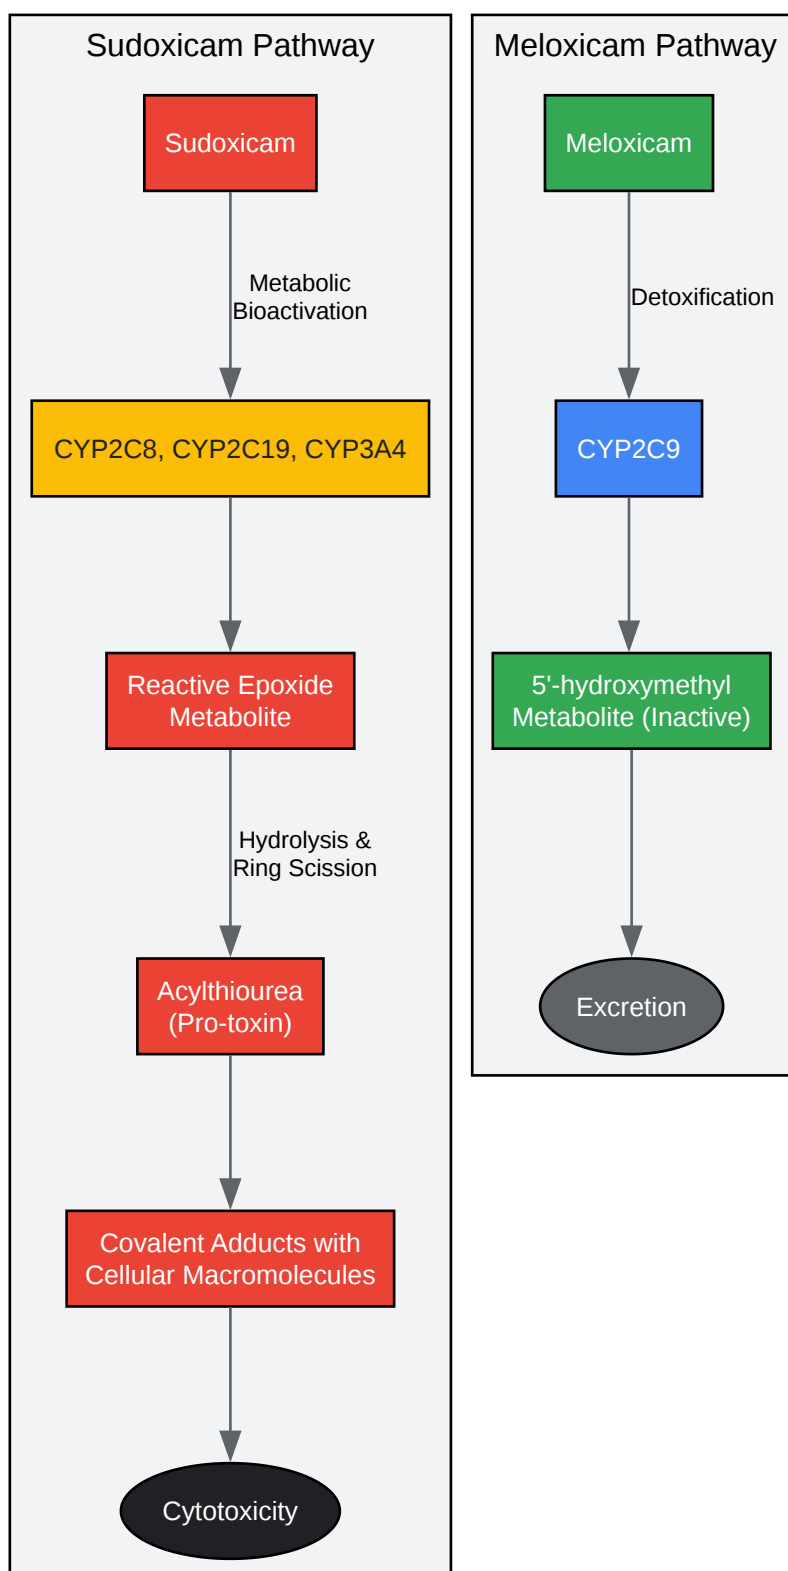 Sudoxicam Pathway
Sudoxicam
Metabolic
Bioactivation
CYP2C8, CYP2C19, CYP3A4
Reactive Epoxide
Metabolite
Hydrolysis &
Ring Scission
Acylthiourea
(Pro-toxin)
Covalent Adducts with
Cellular Macromolecules
Cytotoxicity
Meloxicam Pathway
Meloxicam
Detoxification
CYP2C9
5'-hydroxymethyl
Metabolite (Inactive)
Excretion